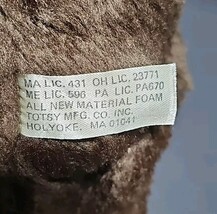 MA LIC. 431 OH LIC. 23771
ME LIC. 596 PA LIC. PA670
ALL NEW MATERIAL FOAM
TOTSY MFG. CO. INC.
HOLYOKE, MA 01041